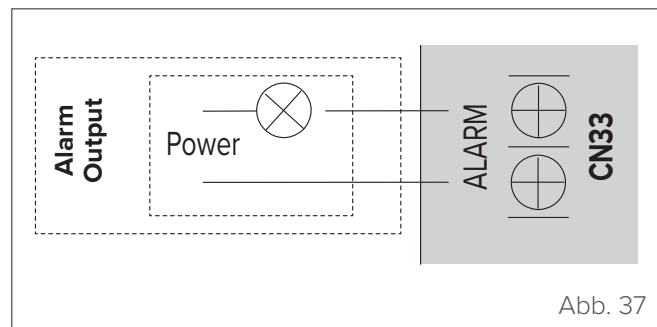 Alarm
Output
Power
ALARM
CN33
Abb. 37